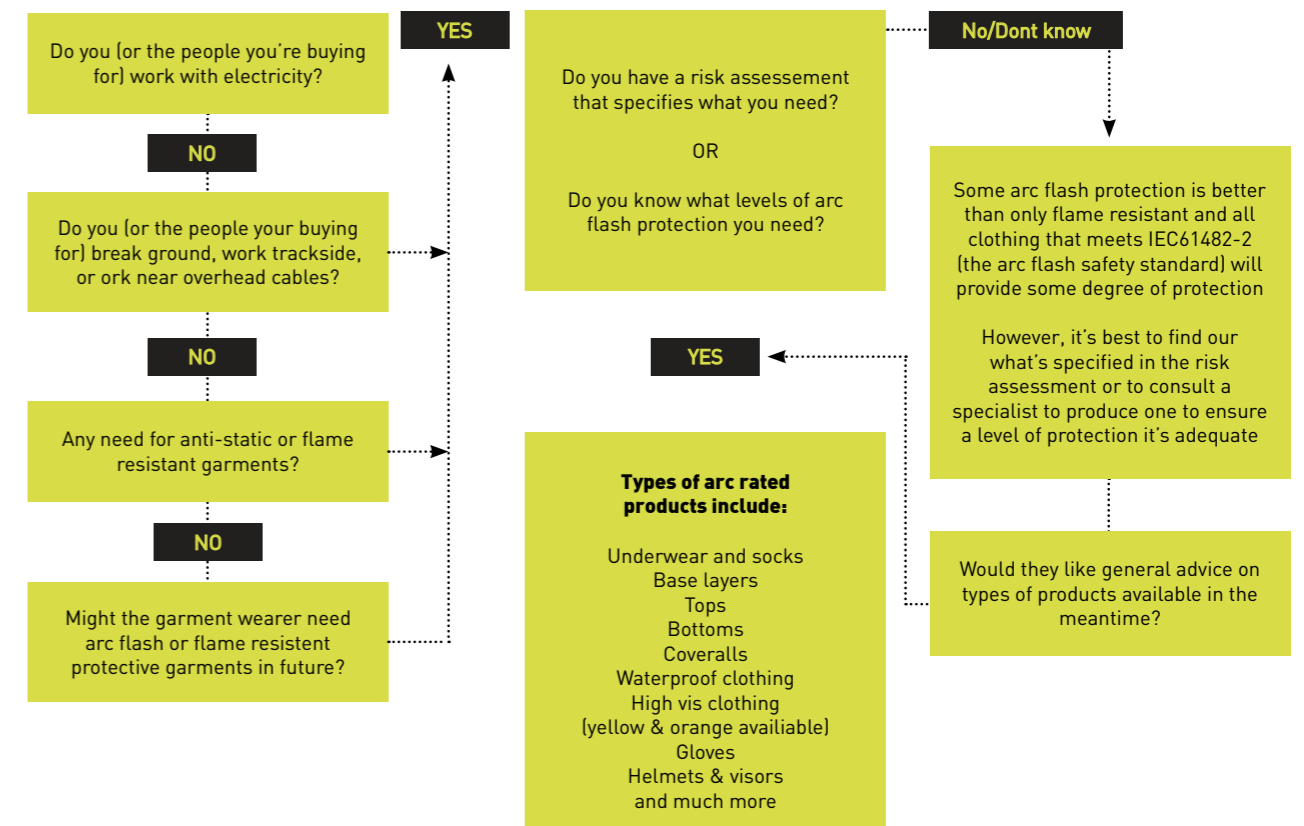 Do you (or the people you’re buying
for) work with electricity?
NO
Do you (or the people your buying
for) break ground, work trackside,
or ork near overhead cables?
NO
Any need for anti-static or flame
resistant garments?
NO
Might the garment wearer need
arc flash or flame resistent
protective garments in future?
YES
Do you have a risk assessement
that specifies what you need?
OR
Do you know what levels of arc
flash protection you need?
No/Dont know
Some arc flash protection is better
than only flame resistant and all
clothing that meets IEC61482-2
(the arc flash safety standard) will
provide some degree of protection
However, it’s best to find our
what’s specified in the risk
assessment or to consult a
specialist to produce one to ensure
a level of protection it’s adequate
Would they like general advice on
types of products available in the
meantime?
YES
Types of arc rated
products include:
Underwear and socks
Base layers
Tops
Bottoms
Coveralls
Waterproof clothing
High vis clothing
(yellow & orange availiable)
Gloves
Helmets & visors
and much more